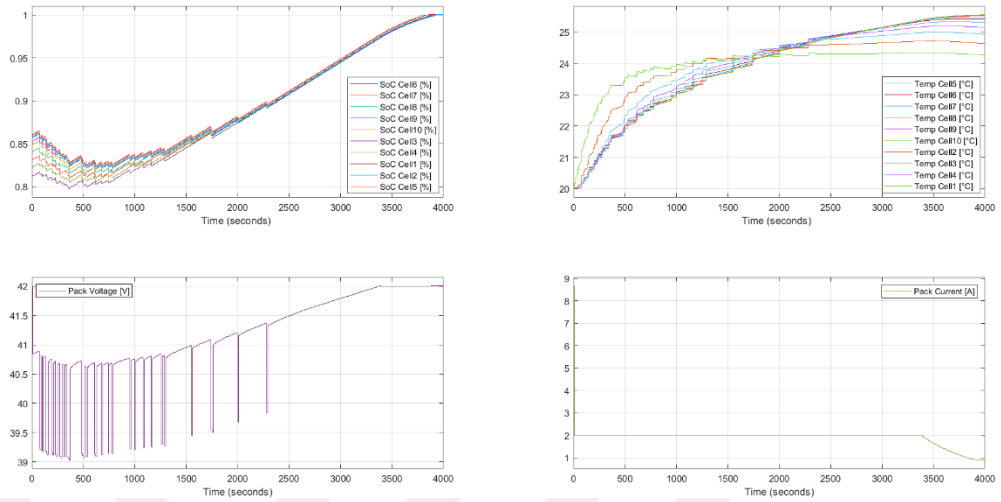 1
0.95
0.9
0.85
0.8
SoC Cell6 [%]
SoC Cell7 [%]
SoC Cell8 [%]
SoC Cell9 [%]
SoC Cell10 [%]
SoC Cell3 [%]
SoC Cell4 [%]
SoC Cell1 [%]
SoC Cell2 [%]
SoC Cell5 [%]
0 500 1000 1500 2000 2500 3000 3500 4000
Time (seconds)
25
24
23
22
21
20
Temp Cell5 [°C]
Temp Cell6 [°C]
Temp Cell7 [°C]
Temp Cell8 [°C]
Temp Cell9 [°C]
Temp Cell10 [°C]
Temp Cell2 [°C]
Temp Cell3 [°C]
Temp Cell4 [°C]
Temp Cell1 [°C]
0 500 1000 1500 2000 2500 3000 3500 4000
Time (seconds)
42
41.5
41
40.5
40
39.5
39
Pack Voltage [V]
0 500 1000 1500 2000 2500 3000 3500 4000
Time (seconds)
9
8
7
6
5
4
3
2
1
Pack Current [A]
0 500 1000 1500 2000 2500 3000 3500 4000
Time (seconds)